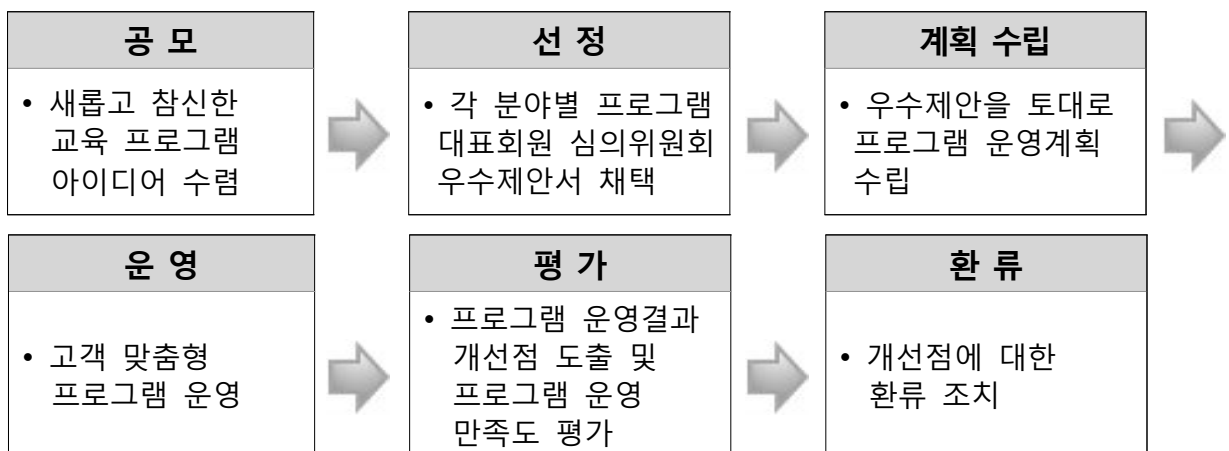 공 모
• 새롭고 참신한
교육 프로그램
아이디어 수렴
선 정
• 각 분야별 프로그램
대표회원 심의위원회
우수제안서 채택
계획 수립
• 우수제안을 토대로
프로그램 운영계획
수립
운 영
• 고객 맞춤형
프로그램 운영
평 가
• 프로그램 운영결과
개선점 도출 및
프로그램 운영
만족도 평가
환 류
• 개선점에 대한
환류 조치